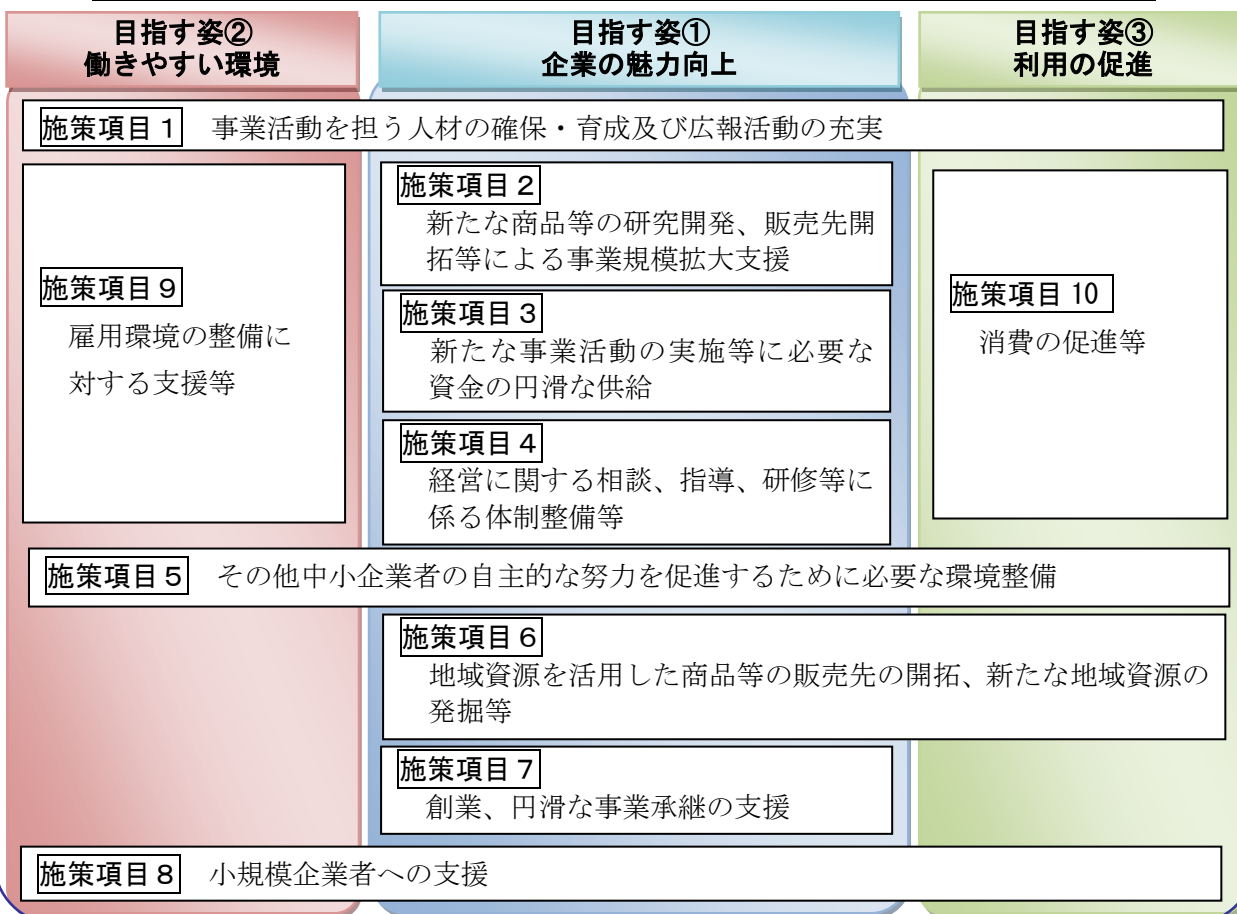 目指す姿②
働きやすい環境
目指す姿①
企業の魅力向上
目指す姿③
利用の促進
施策項目1 事業活動を担う人材の確保・育成及び広報活動の充実
施策項目9
雇用環境の整備に
対する支援等
施策項目2
新たな商品等の研究開発、販売先開
拓等による事業規模拡大支援
施策項目3
新たな事業活動の実施等に必要な
資金の円滑な供給
施策項目4
経営に関する相談、指導、研修等に
係る体制整備等
施策項目10
消費の促進等
施策項目5 その他中小企業者の自主的な努力を促進するために必要な環境整備
施策項目6
地域資源を活用した商品等の販売先の開拓、新たな地域資源の
発掘等
施策項目7
創業、円滑な事業承継の支援
施策項目8 小規模企業者への支援